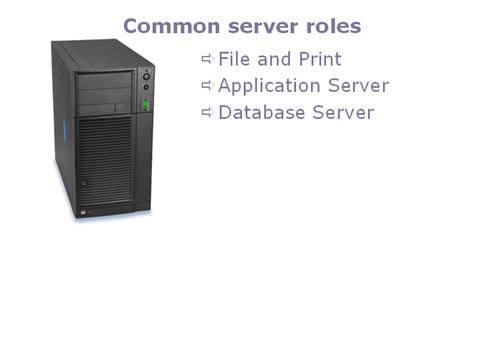 Common server roles
⇨File and Print
⇨Application Server
⇨Database Server